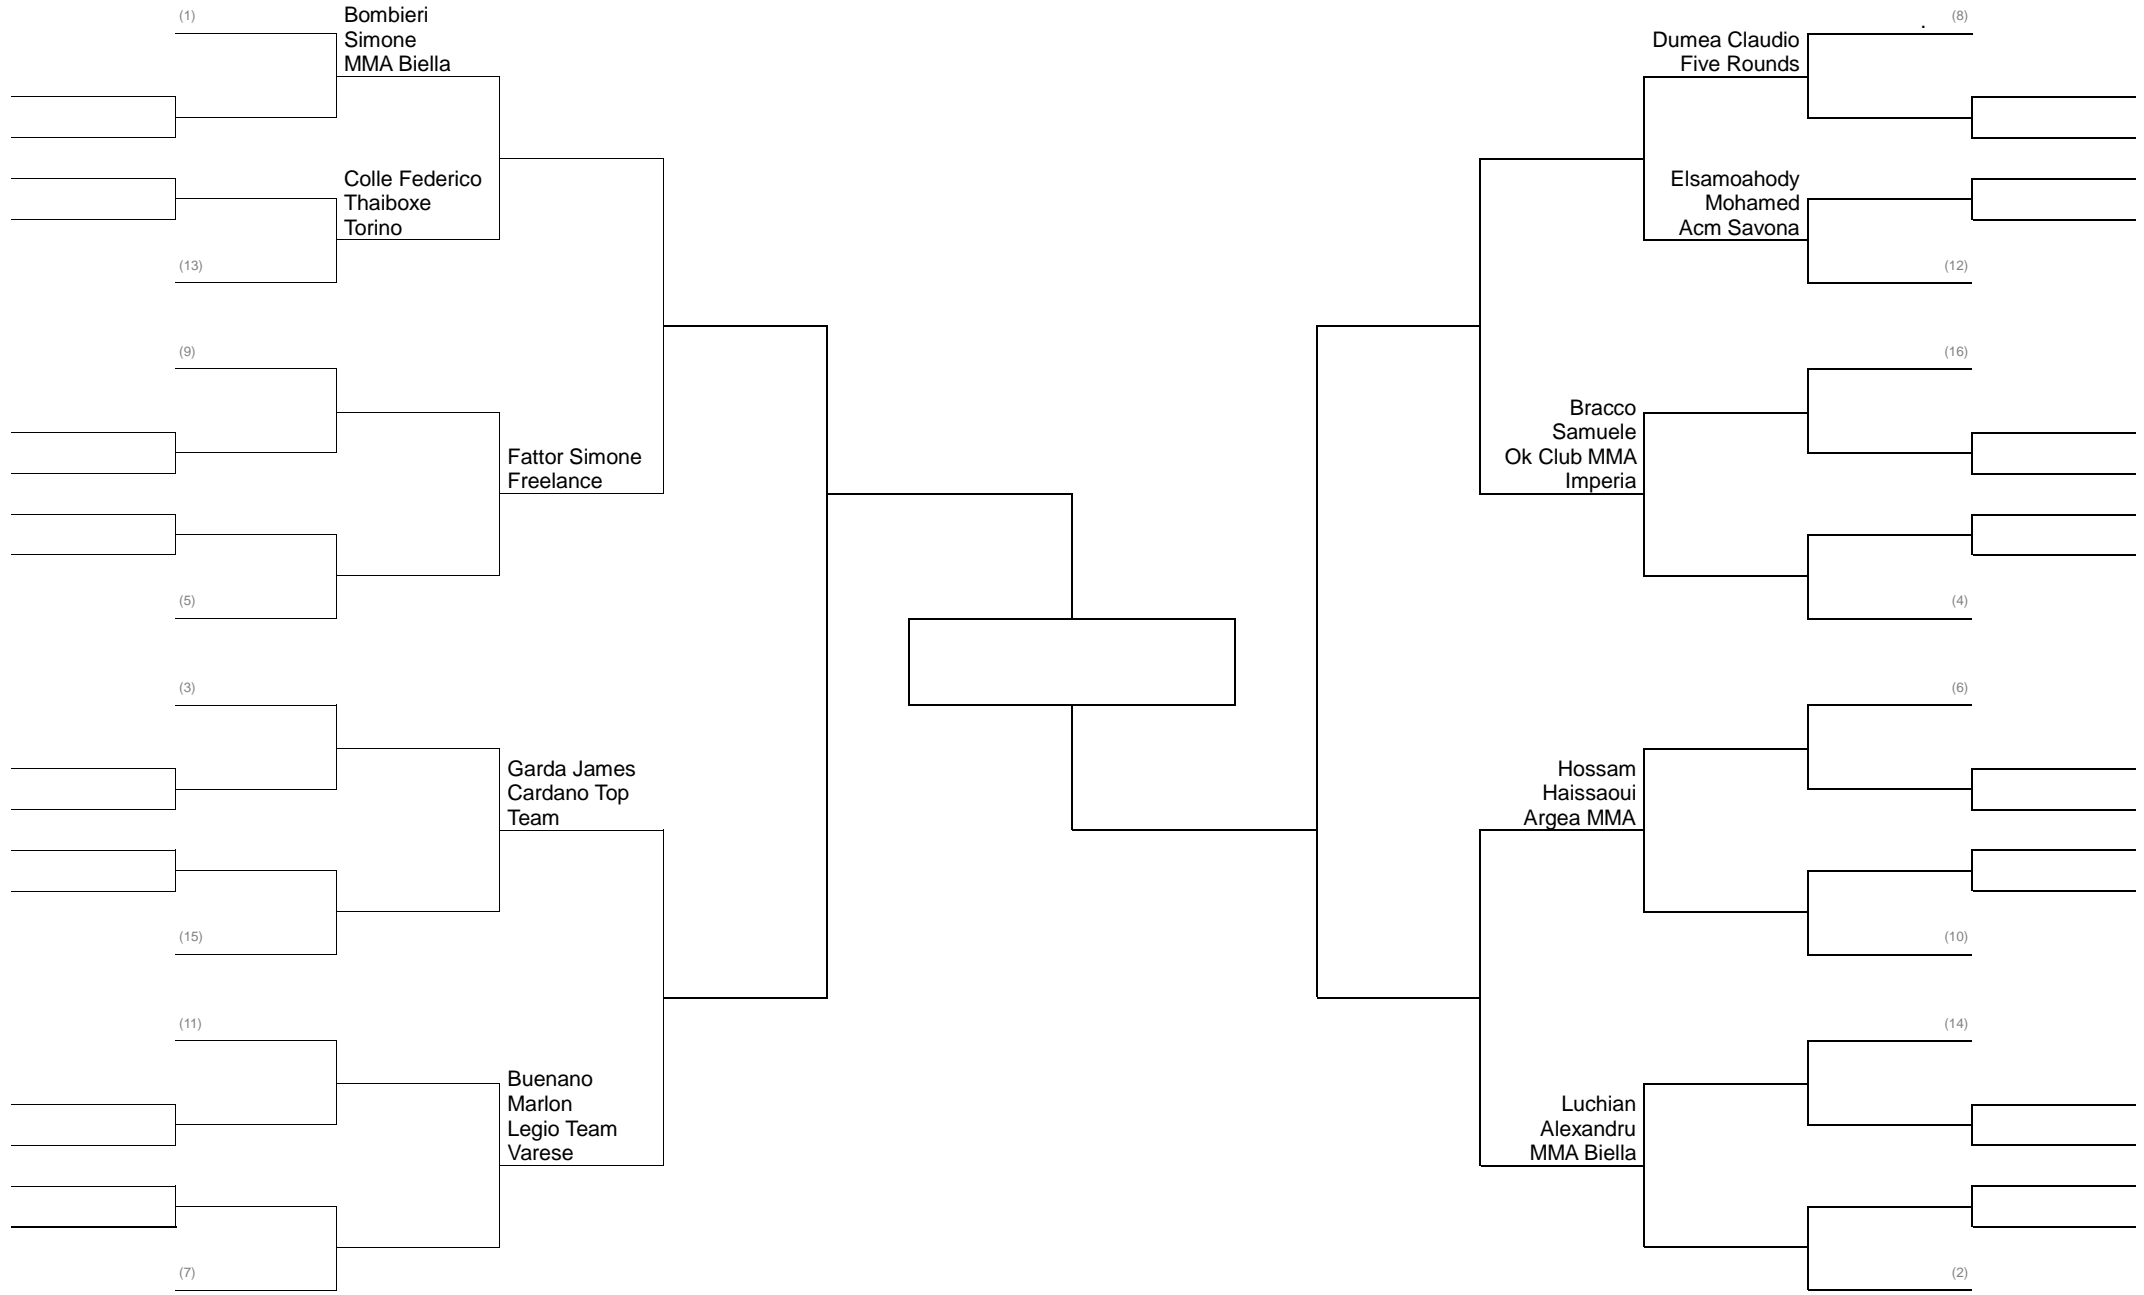 (1)
Bombieri
Simone
MMA Biella
Colle Federico
Thaiboxe
Torino
(13)
(9)
Fattor Simone
Freelance
(5)
(3)
Garda James
Cardano Top
Team
(15)
(11)
Buenano
Marlon
Legio Team
Varese
(7)
.
(8)
Dumea Claudio
Five Rounds
Elsamoahody
Mohamed
Acm Savona
(12)
(16)
Bracco
Samuele
Ok Club MMA
Imperia
(4)
(6)
Hossam
Haissaoui
Argea MMA
(10)
(14)
Luchian
Alexandru
MMA Biella
(2)